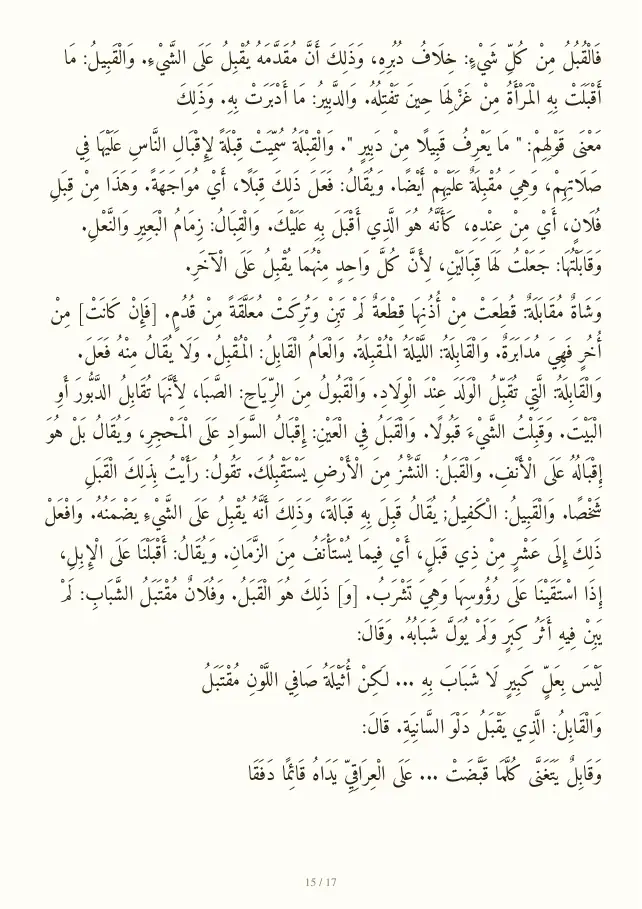 فَالْقُبُلُ مِنْ كُلِّ شَيْءٍ: خِلَافُ دُبُرِهِ، وَذَلِكَ أَنَّ مُقَدَّمَهُ يُقْبِلُ عَلَى الشَّيْءِ. وَالْقَبِيلُ: مَا
أَقْبَلَتْ بِهِ الْمَرْأَةُ مِنْ غَزْلِهَا حِينَ تَفْتِلُهُ. وَالدَّبِيرُ: مَا أَدْبَرَتْ بِهِ. وَذَلِكَ
مَعْنَى قَوْلِهِمْ: " مَا يَعْرِفُ قَبِيلًا مِنْ دَبِيرٍ ". وَالْقِبْلَةُ سُمِّيَتْ قِبْلَةً لِإِقْبَالِ النَّاسِ عَلَيْهَا فِي
صَلَاتِهِمْ، وَهِيَ مُقْبِلَةٌ عَلَيْهِمْ أَيْضًا. وَيُقَالُ: فَعَلَ ذَلِكَ قِبَلًا، أَيْ مُوَاجَهَةً. وَهَذَا مِنْ قِبَلِ
فُلَانٍ، أَيْ مِنْ عِنْدِهِ، كَأَنَّهُ هُوَ الَّذِي أَقْبَلَ بِهِ عَلَيْكَ. وَالْقِبَالُ: زِمَامُ الْبَعِيرِ وَالنَّعْلِ.
وَقَابَلْتُهَا: جَعَلْتُ لَهَا قِبَالَيْنِ، لِأَنَّ كُلَّ وَاحِدٍ مِنْهُمَا يُقْبِلُ عَلَى الْآخَرِ.
وَشَاةٌ مُقَابَلَةٌ: قُطِعَتْ مِنْ أُذُنِهَا قِطْعَةٌ لَمْ تَبِنْ وَتُرِكَتْ مُعَلَّقَةً مِنْ قُدُمٍ. [فَإِنْ كَانَتْ] مِنْ
أُخُرٍ فَهِيَ مُدَابَرَةٌ. وَالْقَابِلَةُ: اللَّيْلَةُ الْمُقْبِلَةُ. وَالْعَامُ الْقَابِلُ: الْمُقْبِلُ. وَلَا يُقَالُ مِنْهُ فَعَلَ.
وَالْقَابِلَةُ: الَّتِي تُقَبِّلُ الْوَلَدَ عِنْدَ الْوِلَادِ. وَالْقَبُولُ مِنَ الرِّيَاحِ: الصَّبَا، لِأَنَّهَا تُقَابِلُ الدَّبُّورَ أَوِ
الْبَيْتَ. وَقَبِلْتُ الشَّيْءَ قَبُولًا. وَالْقَبَلُ فِي الْعَيْنِ: إِقْبَالُ السَّوَادِ عَلَى الْمَحْجِرِ، وَيُقَالُ بَلْ هُوَ
إِقْبَالُهُ عَلَى الْأَنْفِ. وَالْقَبَلُ: النَّشَزُ مِنَ الْأَرْضِ يَسْتَقْبِلُكَ. تَقُولُ: رَأَيْتُ بِذَلِكَ الْقَبَلِ
شَخْصًا. وَالْقَبِيلُ: الْكَفِيلُ; يُقَالُ قَبِلَ بِهِ قَبَالَةً، وَذَلِكَ أَنَّهُ يُقْبِلُ عَلَى الشَّيْءِ يَضْمَنُهُ. وَافْعَلْ
ذَلِكَ إِلَى عَشْرٍ مِنْ ذِي قَبَلٍ، أَيْ فِيمَا يُسْتَأْنَفُ مِنَ الزَّمَانِ. وَيُقَالُ: أَقْبَلْنَا عَلَى الْإِبِلِ،
إِذَا اسْتَقَيْنَا عَلَى رُؤُوسِهَا وَهِيَ تَشْرَبُ. [وَ] ذَلِكَ هُوَ الْقَبَلُ. وَفُلَانٌ مُقْتَبَلُ الشَّبَابِ: لَمْ
يَبِنْ فِيهِ أَثَرُ كِبَرٍ وَلَمْ يُوَلِّ شَبَابُهُ. وَقَالَ:
لَيْسَ بِعَلٍّ كَبِيرٍ لَا شَبَابَ بِهِ ... لَكِنْ أُثَيْلَةُ صَافِي اللَّوْنِ مُقْتَبَلُ
وَالْقَابِلُ: الَّذِي يَقْبَلُ دَلْوَ السَّانِيَةِ. قَالَ:
وَقَابِلٌ يَتَغَنَّى كُلَّمَا قَبَّضَتْ ... عَلَى الْعِرَاقِيِّ يَدَاهُ قَائِمًا دَفَقَا
15 / 17